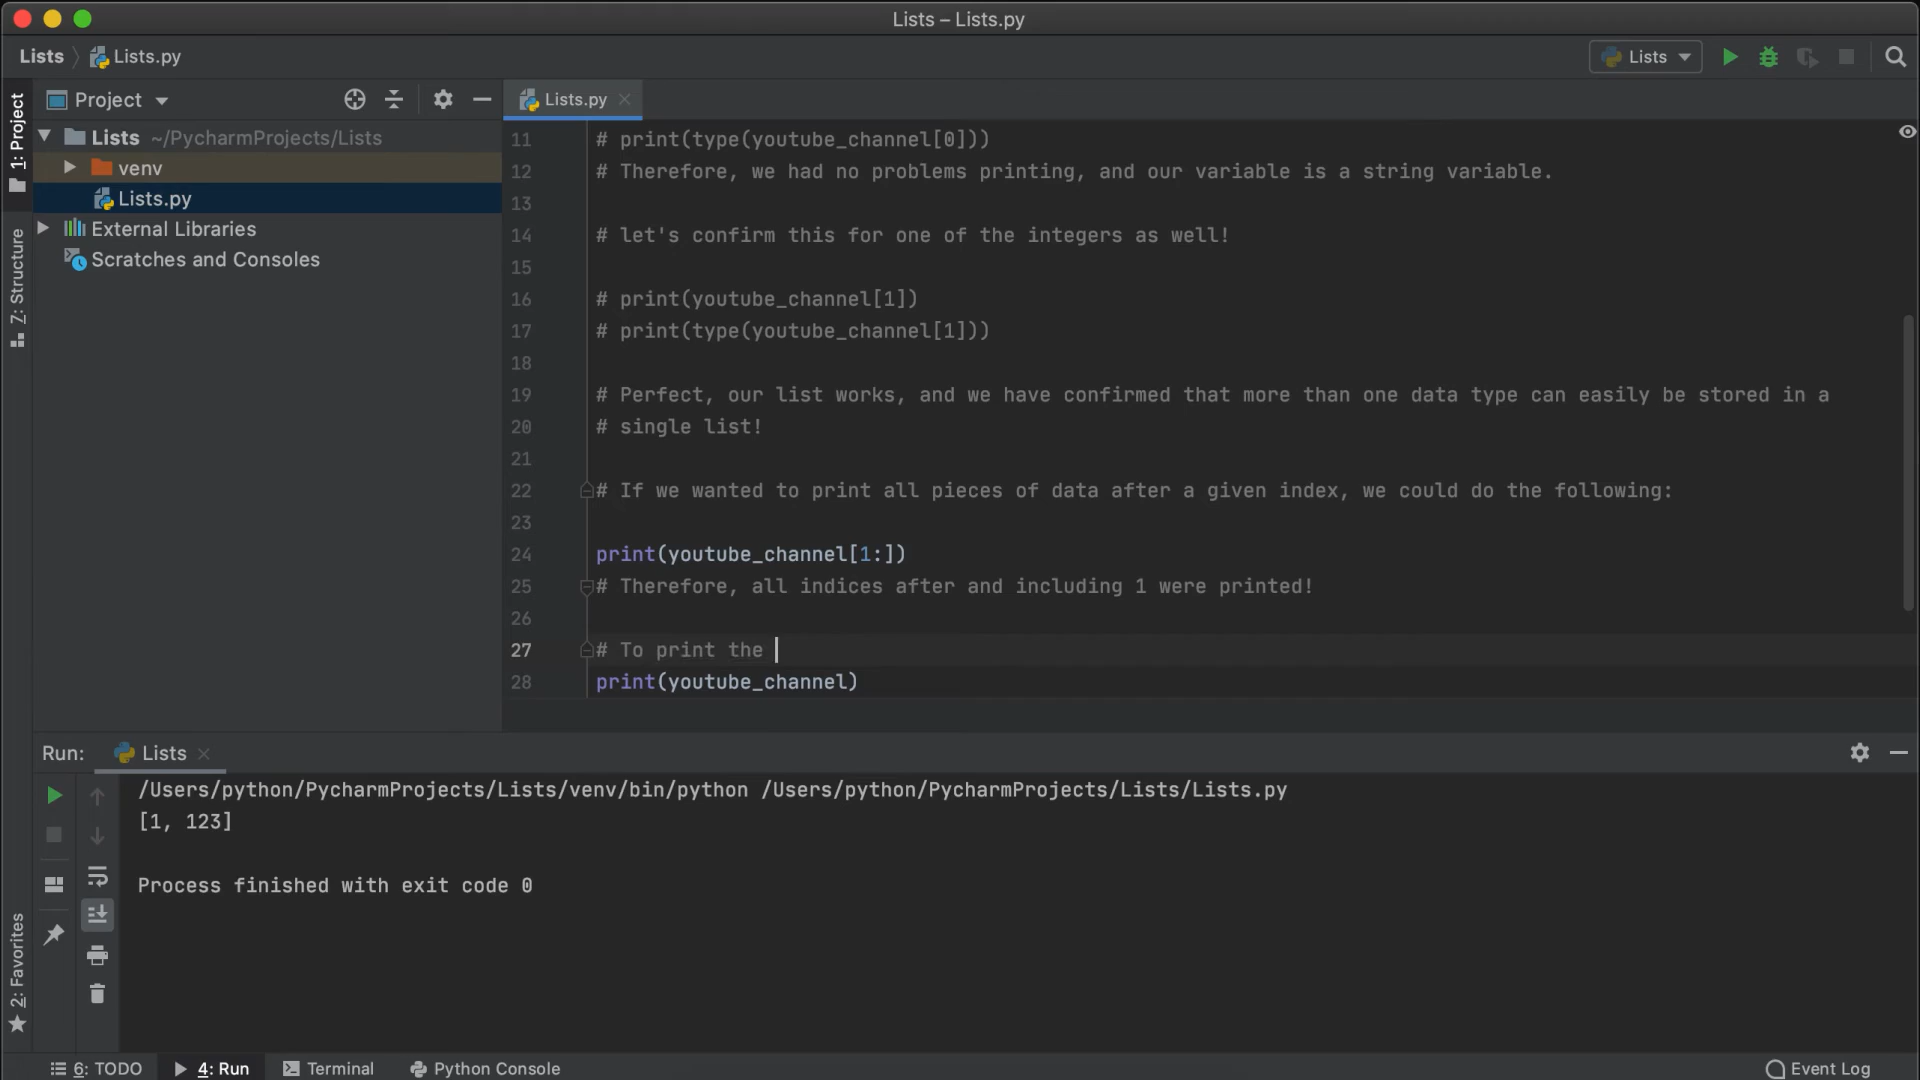 Lists – Lists.py
Lists
Lists.py
Lists
1: Project
Project
Lists.py
Lists ~/PycharmProjects/Lists
venv
Lists.py
External Libraries
Scratches and Consoles
Z: Structure
2: Favorites
11 # print(type(youtube_channel[0]))
12 # Therefore, we had no problems printing, and our variable is a string variable.
13
14 # let's confirm this for one of the integers as well!
15
16 # print(youtube_channel[1])
17 # print(type(youtube_channel[1]))
18
19 # Perfect, our list works, and we have confirmed that more than one data type can easily be stored in a
20 # single list!
21
22 # If we wanted to print all pieces of data after a given index, we could do the following:
23
24 print(youtube_channel[1:])
25 # Therefore, all indices after and including 1 were printed!
26
27 # To print the
28 print(youtube_channel)
Run: Lists
/Users/python/PycharmProjects/Lists/venv/bin/python /Users/python/PycharmProjects/Lists/Lists.py
[1, 123]
Process finished with exit code 0
6: TODO
4: Run
Terminal
Python Console
Event Log